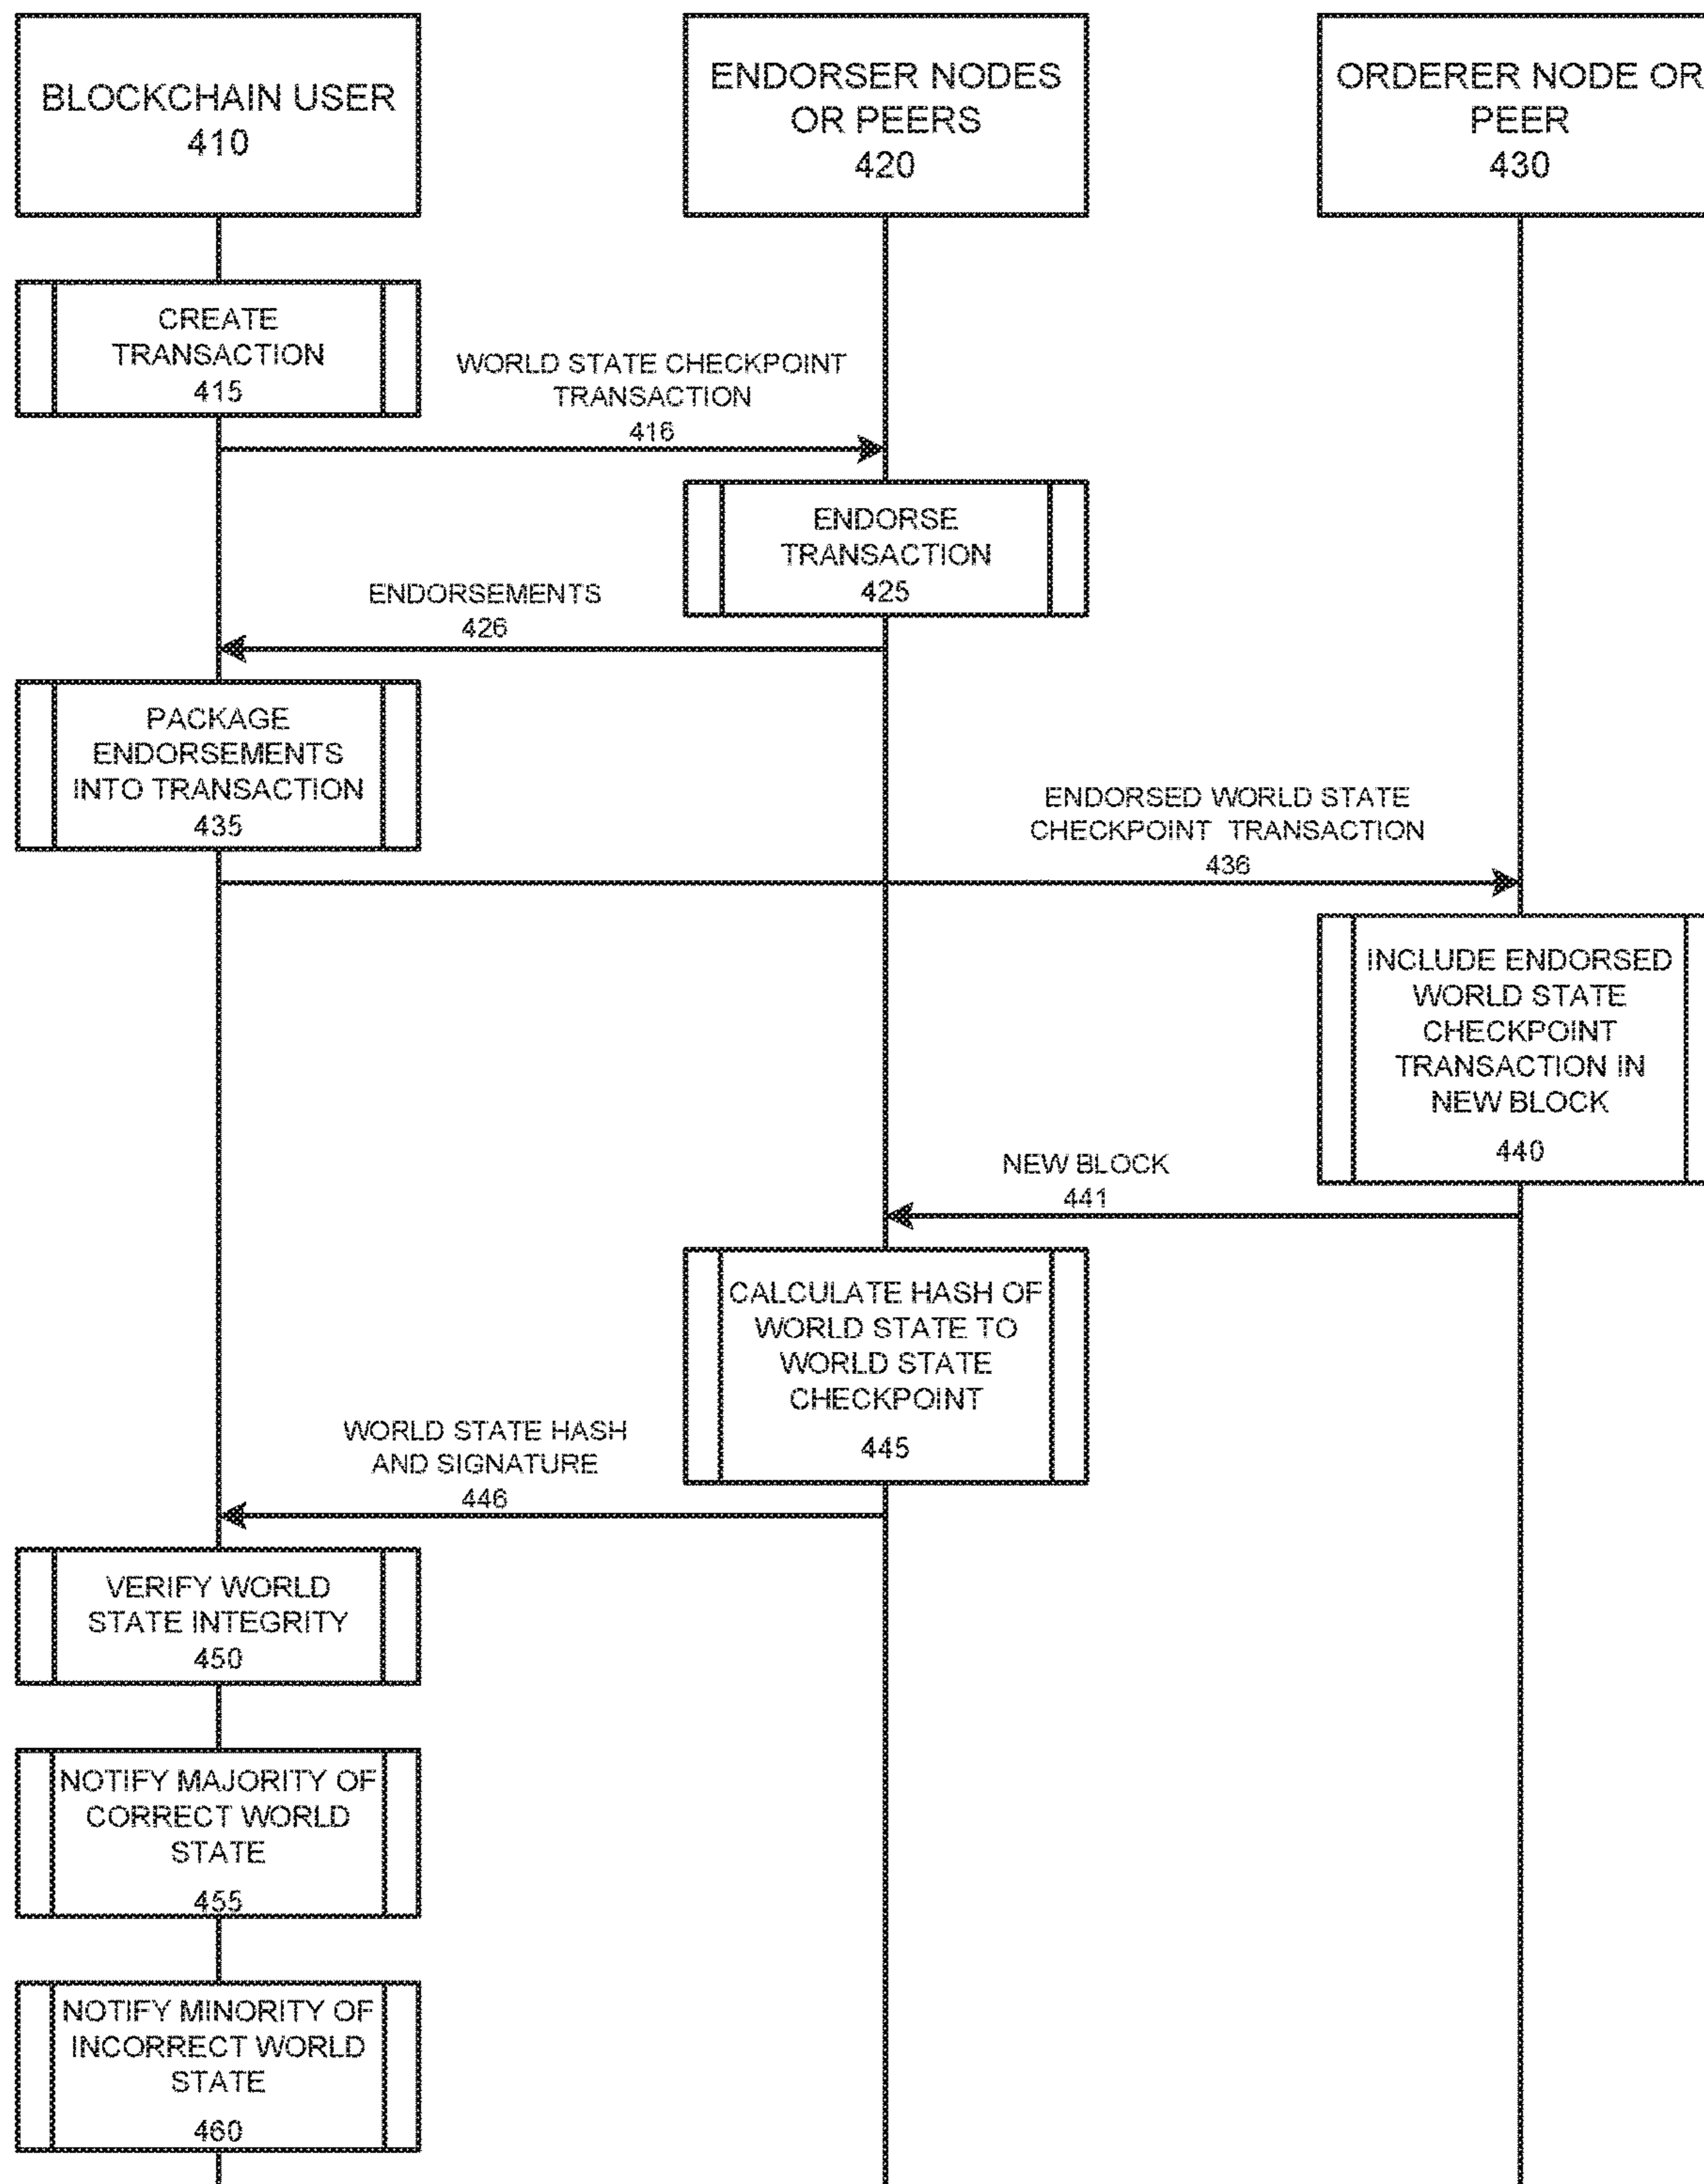 BLOCKCHAIN USER
410
ENDORSER NODES
OR PEERS
420
ORDERER NODE OR
PEER
430
CREATE
TRANSACTION
415
WORLD STATE CHECKPOINT
TRANSACTION
416
ENDORSE
TRANSACTION
425
ENDORSEMENTS
426
PACKAGE
ENDORSEMENTS
INTO TRANSACTION
435
ENDORSED WORLD STATE
CHECKPOINT TRANSACTION
436
INCLUDE ENDORSED
WORLD STATE
CHECKPOINT
TRANSACTION IN
NEW BLOCK
440
NEW BLOCK
441
CALCULATE HASH OF
WORLD STATE TO
WORLD STATE
CHECKPOINT
445
WORLD STATE HASH
AND SIGNATURE
446
VERIFY WORLD
STATE INTEGRITY
450
NOTIFY MAJORITY OF
CORRECT WORLD
STATE
455
NOTIFY MINORITY OF
INCORRECT WORLD
STATE
460